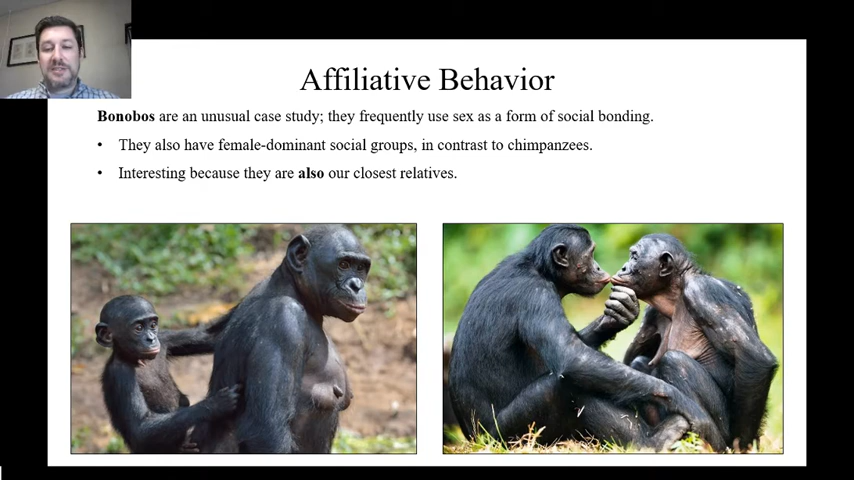 Affiliative Behavior
Bonobos are an unusual case study; they frequently use sex as a form of social bonding.
• They also have female-dominant social groups, in contrast to chimpanzees.
• Interesting because they are also our closest relatives.